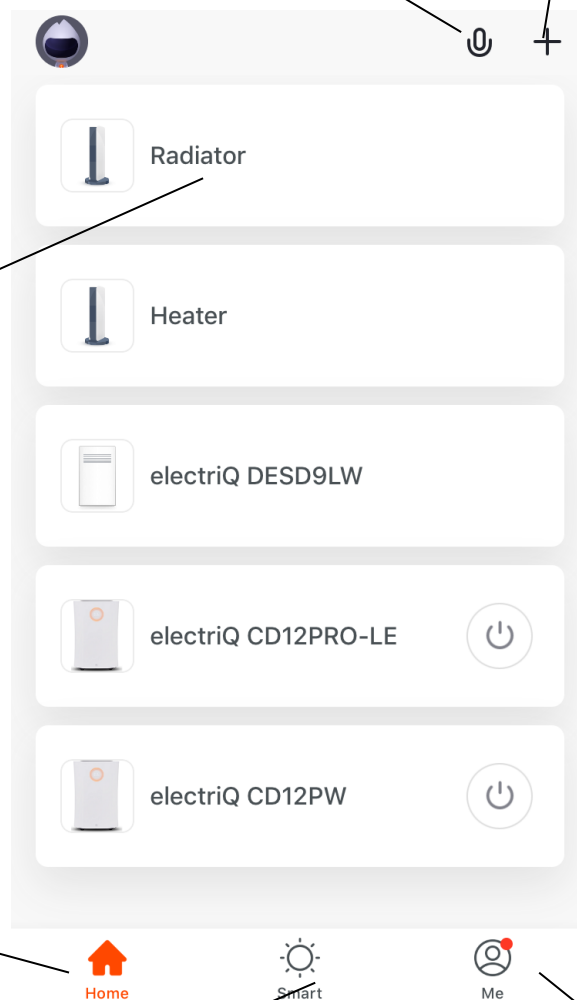 Radiator
Heater
electriQ DESD9LW
electriQ CD12PRO-LE
electriQ CD12PW
Home
Smart
Me